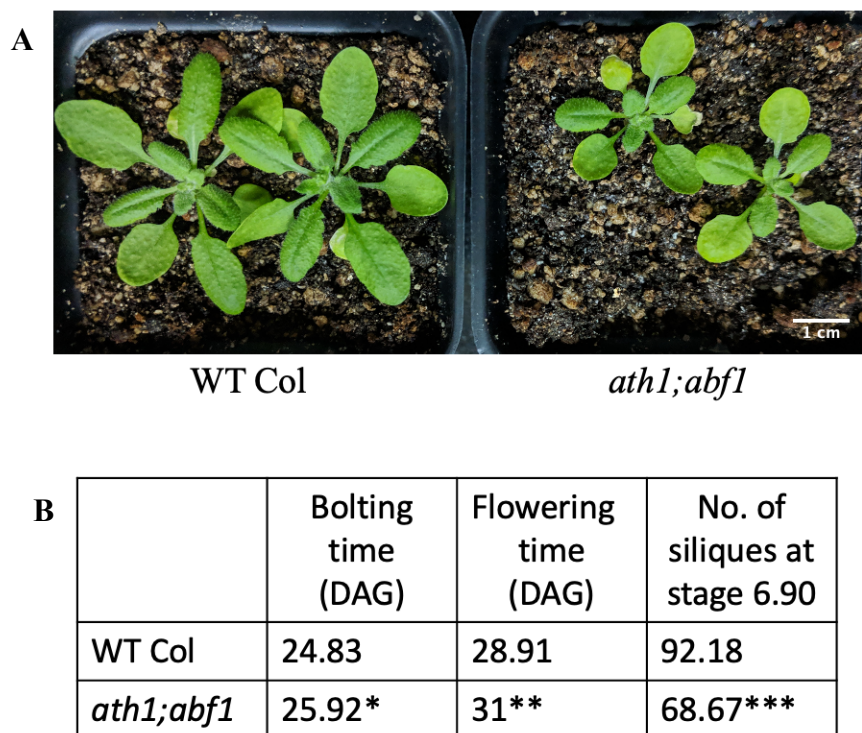 A
1 cm
WT Col
ath1;abf1
B
Bolting time (DAG)
Flowering time (DAG)
No. of siliques at stage 6.90
WT Col 24.83 28.91 92.18
ath1;abf1 25.92* 31** 68.67***